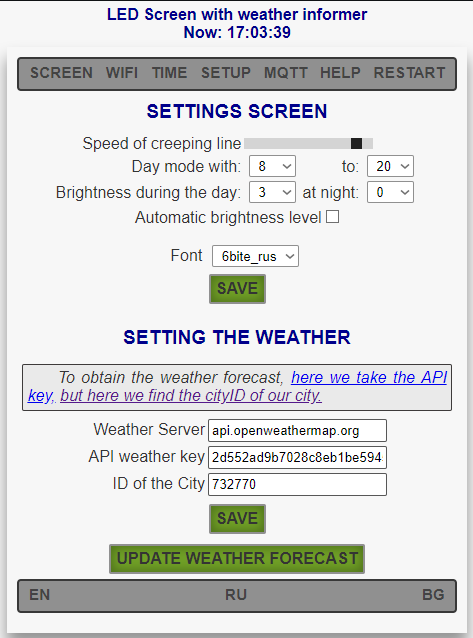 LED Screen with weather informer
Now: 17:03:39
SCREEN WIFI TIME SETUP MQTT HELP RESTART
SETTINGS SCREEN
Speed of creeping line
Day mode with: 8 to: 20
Brightness during the day: 3 at night: 0
Automatic brightness level
Font 6bite_rus
SAVE
SETTING THE WEATHER
To obtain the weather forecast, here we take the API
key, but here we find the cityID of our city.
Weather Server api.openweathermap.org
API weather key 2d552ad9b7028c8eb1be594
ID of the City 732770
SAVE
UPDATE WEATHER FORECAST
EN RU BG